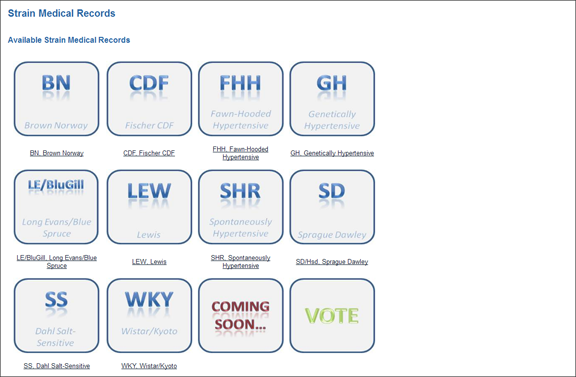 Strain Medical Records
Available Strain Medical Records
BN
Brown Norway
BN, Brown Norway
CDF
Fischer CDF
CDF, Fischer CDF
FHH
Fawn-Hooded
Hypertensive
FHH, Fawn-Hooded
Hypertensive
GH
Genetically
Hypertensive
GH, Genetically Hypertensive
LE/BluGill
Long Evans/Blue
Spruce
LE/BluGill, Long Evans/Blue
Spruce
LEW
Lewis
LEW, Lewis
SHR
Spontaneously
Hypertensive
SHR, Spontaneously
Hypertensive
SD
Sprague Dawley
SD/Hsd, Sprague Dawley
SS
Dahl Salt-
Sensitive
SS, Dahl Salt-Sensitive
WKY
Wistar/Kyoto
WKY, Wistar/Kyoto
COMING
SOON...
VOTE